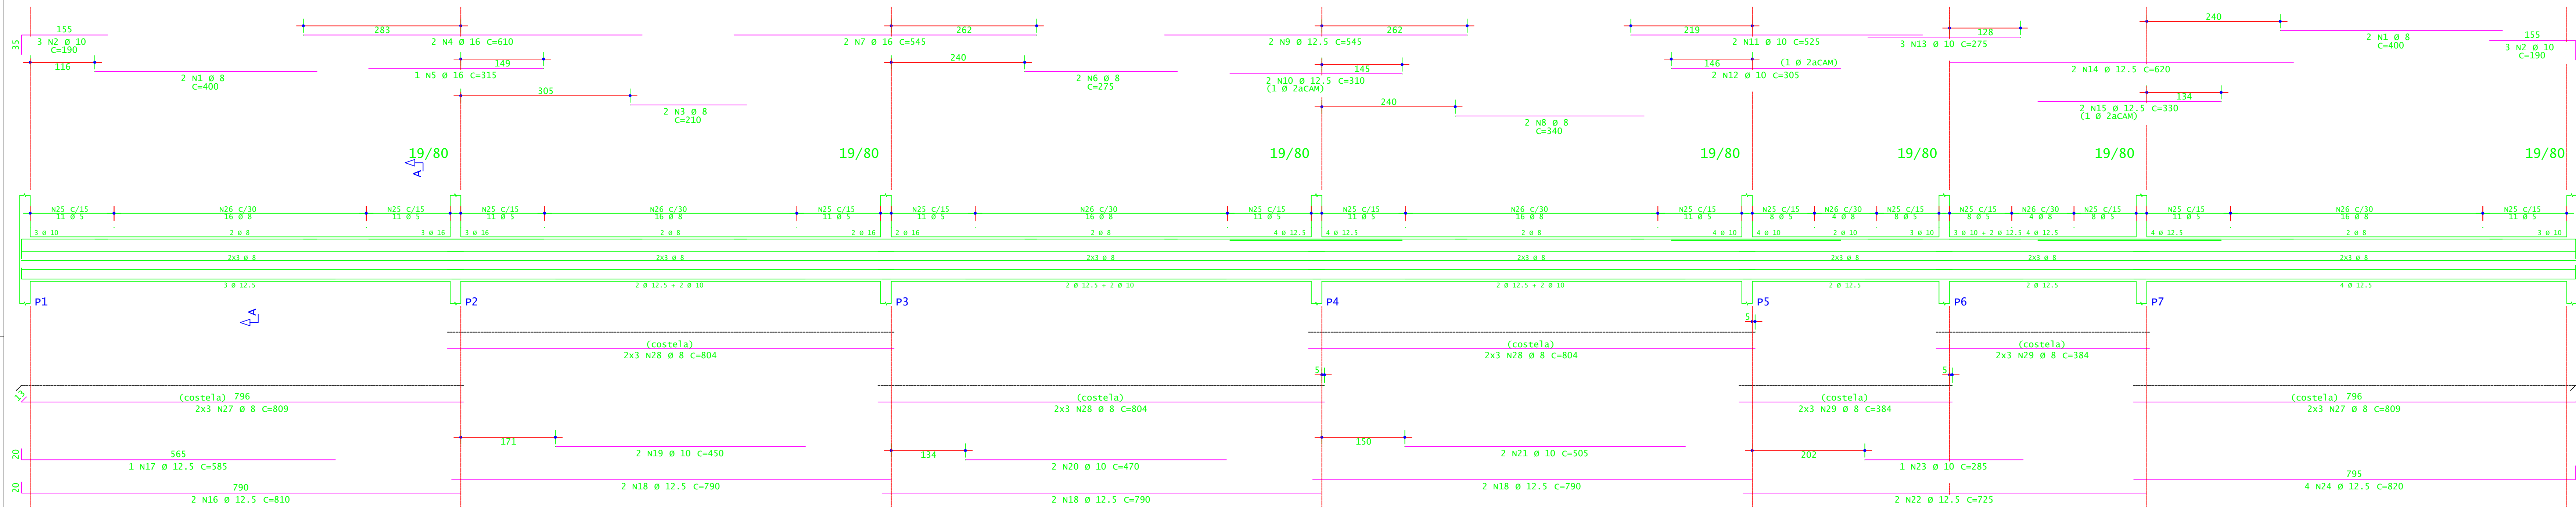 155
35
3 N2 Ø 10
C=190
116
2 N1 Ø 8
C=400
283
2 N4 Ø 16 C=610
149
1 N5 Ø 16 C=315
305
2 N3 Ø 8
C=210
262
2 N7 Ø 16 C=545
240
2 N6 Ø 8
C=275
262
2 N9 Ø 12.5 C=545
145
2 N10 Ø 12.5 C=310
(1 Ø 2aCAM)
240
2 N8 Ø 8
C=340
219
2 N11 Ø 10 C=525
146
(1 Ø 2aCAM)
2 N12 Ø 10 C=305
128
3 N13 Ø 10 C=275
2 N14 Ø 12.5 C=620
134
2 N15 Ø 12.5 C=330
(1 Ø 2aCAM)
240
2 N1 Ø 8
C=400
155
3 N2 Ø 10
C=190
19/80 19/80 19/80 19/80 19/80 19/80 19/80
A
N25 C/15 N26 C/30 N25 C/15 N25 C/15 N26 C/30 N25 C/15 N25 C/15 N26 C/30 N25 C/15 N25 C/15 N26 C/30 N25 C/15 N25 C/15 N26 C/30 N25 C/15 N25 C/15 N26 C/30 N25 C/15 N25 C/15 N26 C/30 N25 C/15
11 Ø 5 16 Ø 8 11 Ø 5 11 Ø 5 16 Ø 8 11 Ø 5 11 Ø 5 16 Ø 8 11 Ø 5 11 Ø 5 16 Ø 8 11 Ø 5 8 Ø 5 4 Ø 8 8 Ø 5 8 Ø 5 4 Ø 8 8 Ø 5 11 Ø 5 16 Ø 8 11 Ø 5
3 Ø 10 2 Ø 8 3 Ø 16 3 Ø 16 2 Ø 8 2 Ø 16 2 Ø 16 2 Ø 8 4 Ø 12.5 4 Ø 12.5 2 Ø 8 4 Ø 10 4 Ø 10 2 Ø 10 3 Ø 10 3 Ø 10 + 2 Ø 12.5 4 Ø 12.5 4 Ø 12.5 2 Ø 8 3 Ø 10
2x3 Ø 8 2x3 Ø 8 2x3 Ø 8 2x3 Ø 8 2x3 Ø 8 2x3 Ø 8 2x3 Ø 8
3 Ø 12.5 2 Ø 12.5 + 2 Ø 10 2 Ø 12.5 + 2 Ø 10 2 Ø 12.5 + 2 Ø 10 2 Ø 12.5 2 Ø 12.5 4 Ø 12.5
P1 P2 P3 P4 P5 P6 P7
A
5
(costela) (costela) (costela)
2x3 N28 Ø 8 C=804 2x3 N28 Ø 8 C=804 2x3 N29 Ø 8 C=384
5 5
13 (costela) 796 (costela) (costela) (costela) 796
2x3 N27 Ø 8 C=809 2x3 N28 Ø 8 C=804 2x3 N29 Ø 8 C=384 2x3 N27 Ø 8 C=809
171
2 N19 Ø 10 C=450
134
2 N20 Ø 10 C=470
150
2 N21 Ø 10 C=505
202
1 N23 Ø 10 C=285
20
565
1 N17 Ø 12.5 C=585
20
790
2 N16 Ø 12.5 C=810
2 N18 Ø 12.5 C=790
2 N18 Ø 12.5 C=790
2 N18 Ø 12.5 C=790
2 N22 Ø 12.5 C=725
795
4 N24 Ø 12.5 C=820